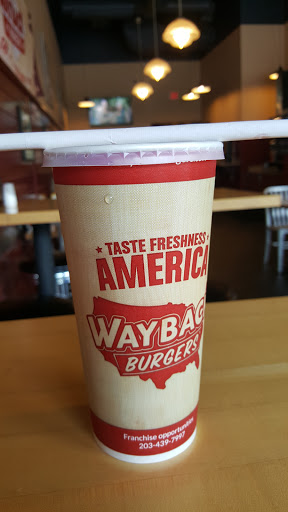 ★ TASTE FRESHNESS ★
AMERICA
WAYBAC
BURGERS
Franchise opportunities
203-439-7997